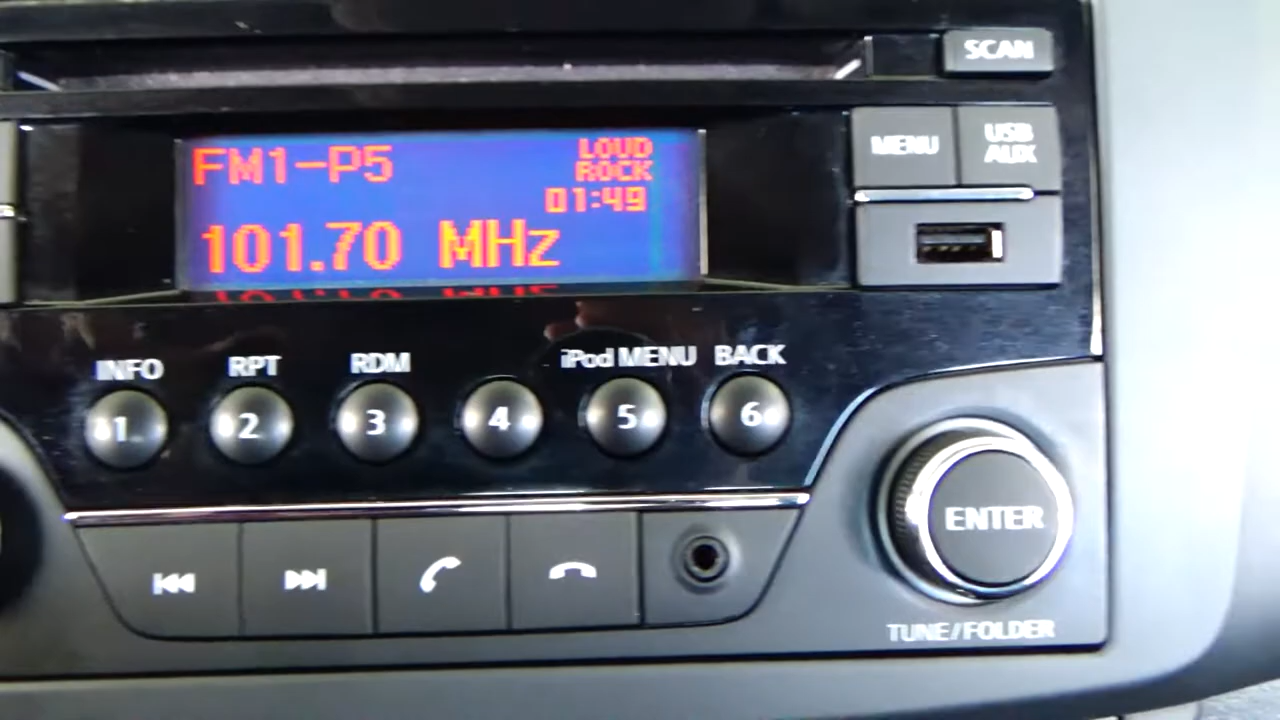 SCAN
FM1-P5
LOUD
ROCK
01:49
101.70 MHz
MENU
USB
AUX
INFO
RPT
RDM
iPod MENU
BACK
1
2
3
4
5
6
ENTER
TUNE/FOLDER